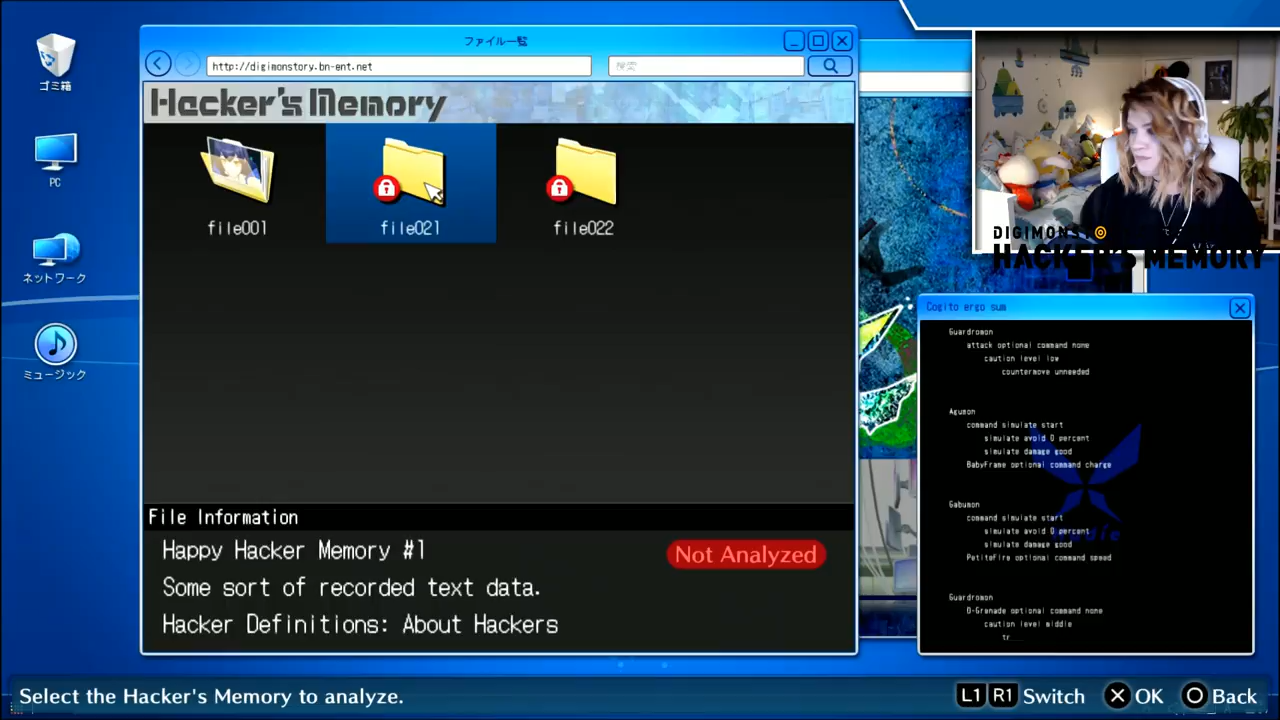 ファイル一覧
http://digimonstory.bn-ent.net
検索
Hacker's Memory
ゴミ箱
PC
ネットワーク
ミュージック
file001
file021
file022
File Information
Happy Hacker Memory #1
Not Analyzed
Some sort of recorded text data.
Hacker Definitions: About Hackers
DIGIMONSTO
HACKER'S MEMORY
Cogito ergo sum
Guardromon
attack optional command none
caution level low
countermove unneeded
Agumon
command simulate start
simulate avoid 0 percent
simulate damage good
BabyFrame optional command charge
Gabumon
command simulate start
simulate avoid 0 percent
simulate damage good
PetiteFire optional command speed
Guardromon
D-Grenade optional command none
caution level middle
tr__
Select the Hacker's Memory to analyze.
L1 R1 Switch
OK
Back